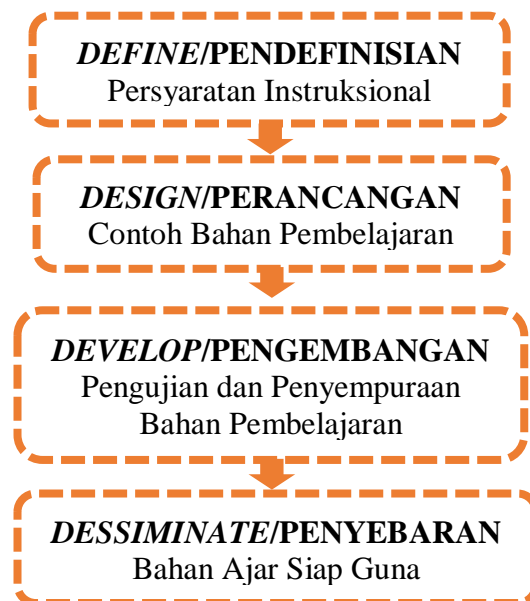 DEFINE/PENDEFINISIAN
Persyaratan Instruksional
DESIGN/PERANCANGAN
Contoh Bahan Pembelajaran
DEVELOP/PENGEMBANGAN
Pengujian dan Penyempuraan
Bahan Pembelajaran
DESSIMINATE/PENYEBARAN
Bahan Ajar Siap Guna